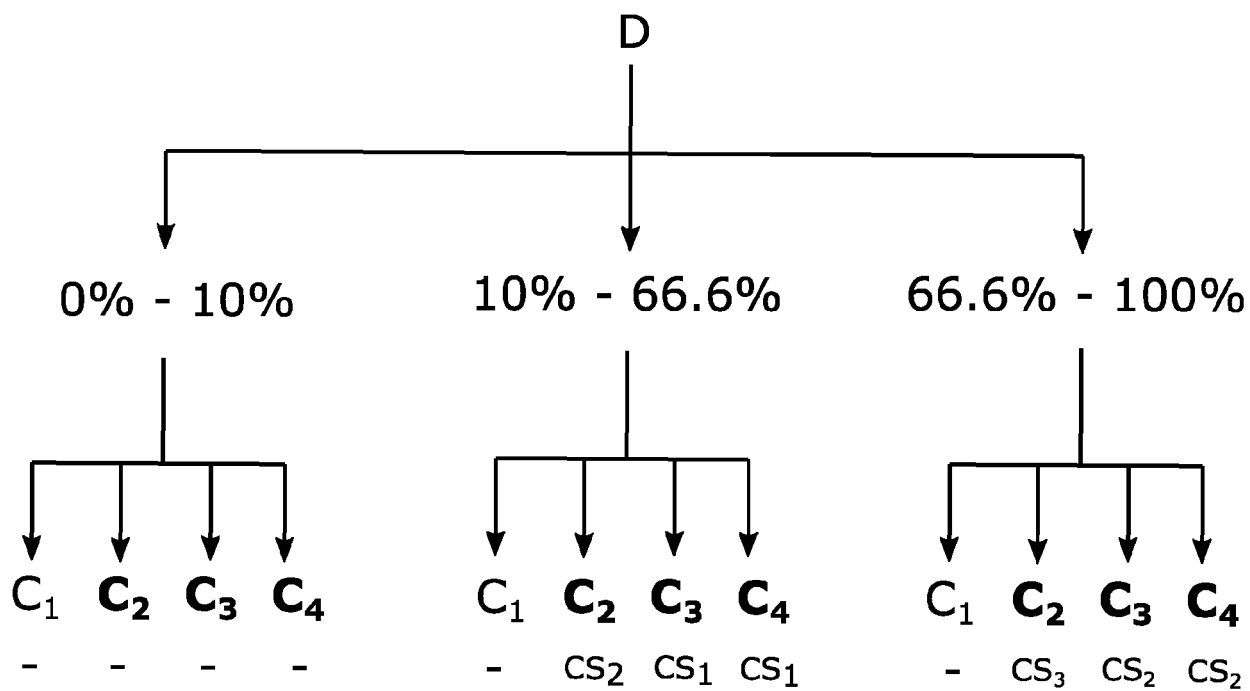 D
0% - 10% 10% - 66.6% 66.6% - 100%
C₁ C₂ C₃ C₄ C₁ C₂ C₃ C₄ C₁ C₂ C₃ C₄
- - - - - CS₂ CS₁ CS₁ - CS₃ CS₂ CS₂